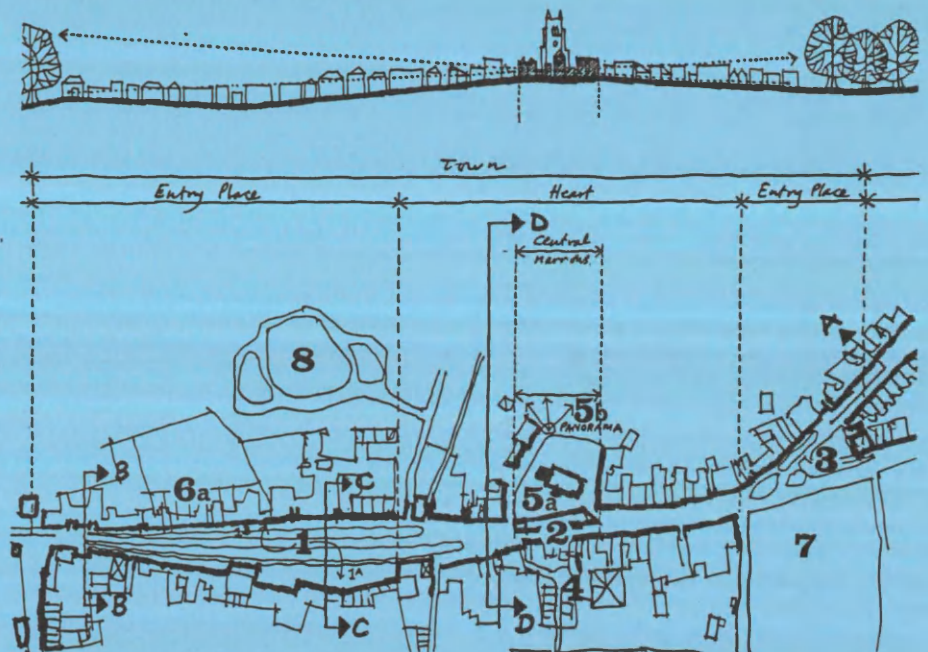 Town
Entry Place
Heart
Entry Place
D
Central
narrows.
A
8
5b
PANORAMA
B
6a
C
5a
3
1
2
7
1A
4
B
C
D